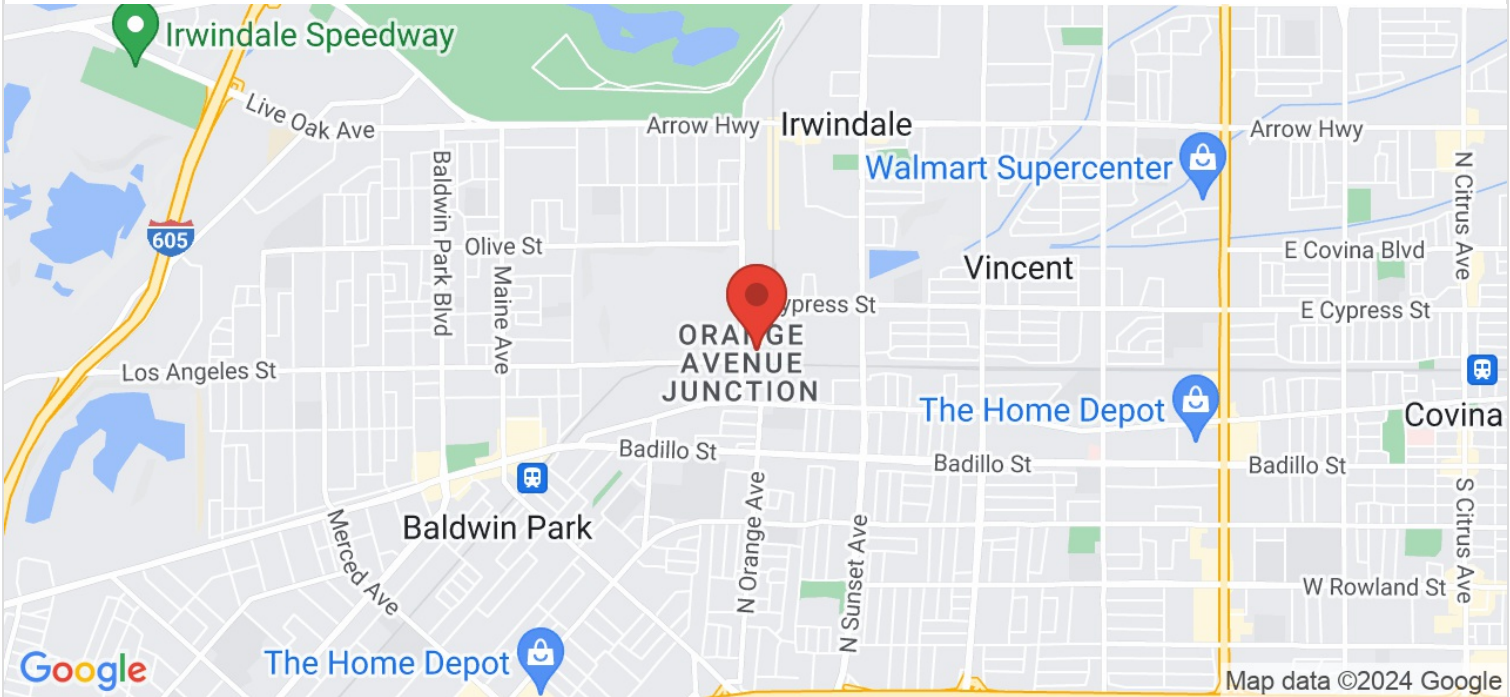 Irwindale Speedway
Live Oak Ave
Arrow Hwy
Irwindale
Arrow Hwy
Walmart Supercenter
Baldwin Park Blvd
N Citrus Ave
605
Olive St
Maine Ave
Vincent
E Covina Blvd
ypress St
E Cypress St
ORANGE
AVENUE
JUNCTION
Los Angeles St
The Home Depot
Covina
Badillo St
Badillo St
Badillo St
Baldwin Park
Merced Ave
N Orange Ave
N Sunset Ave
S Citrus Ave
W Rowland St
Google
The Home Depot
Map data ©2024 Google